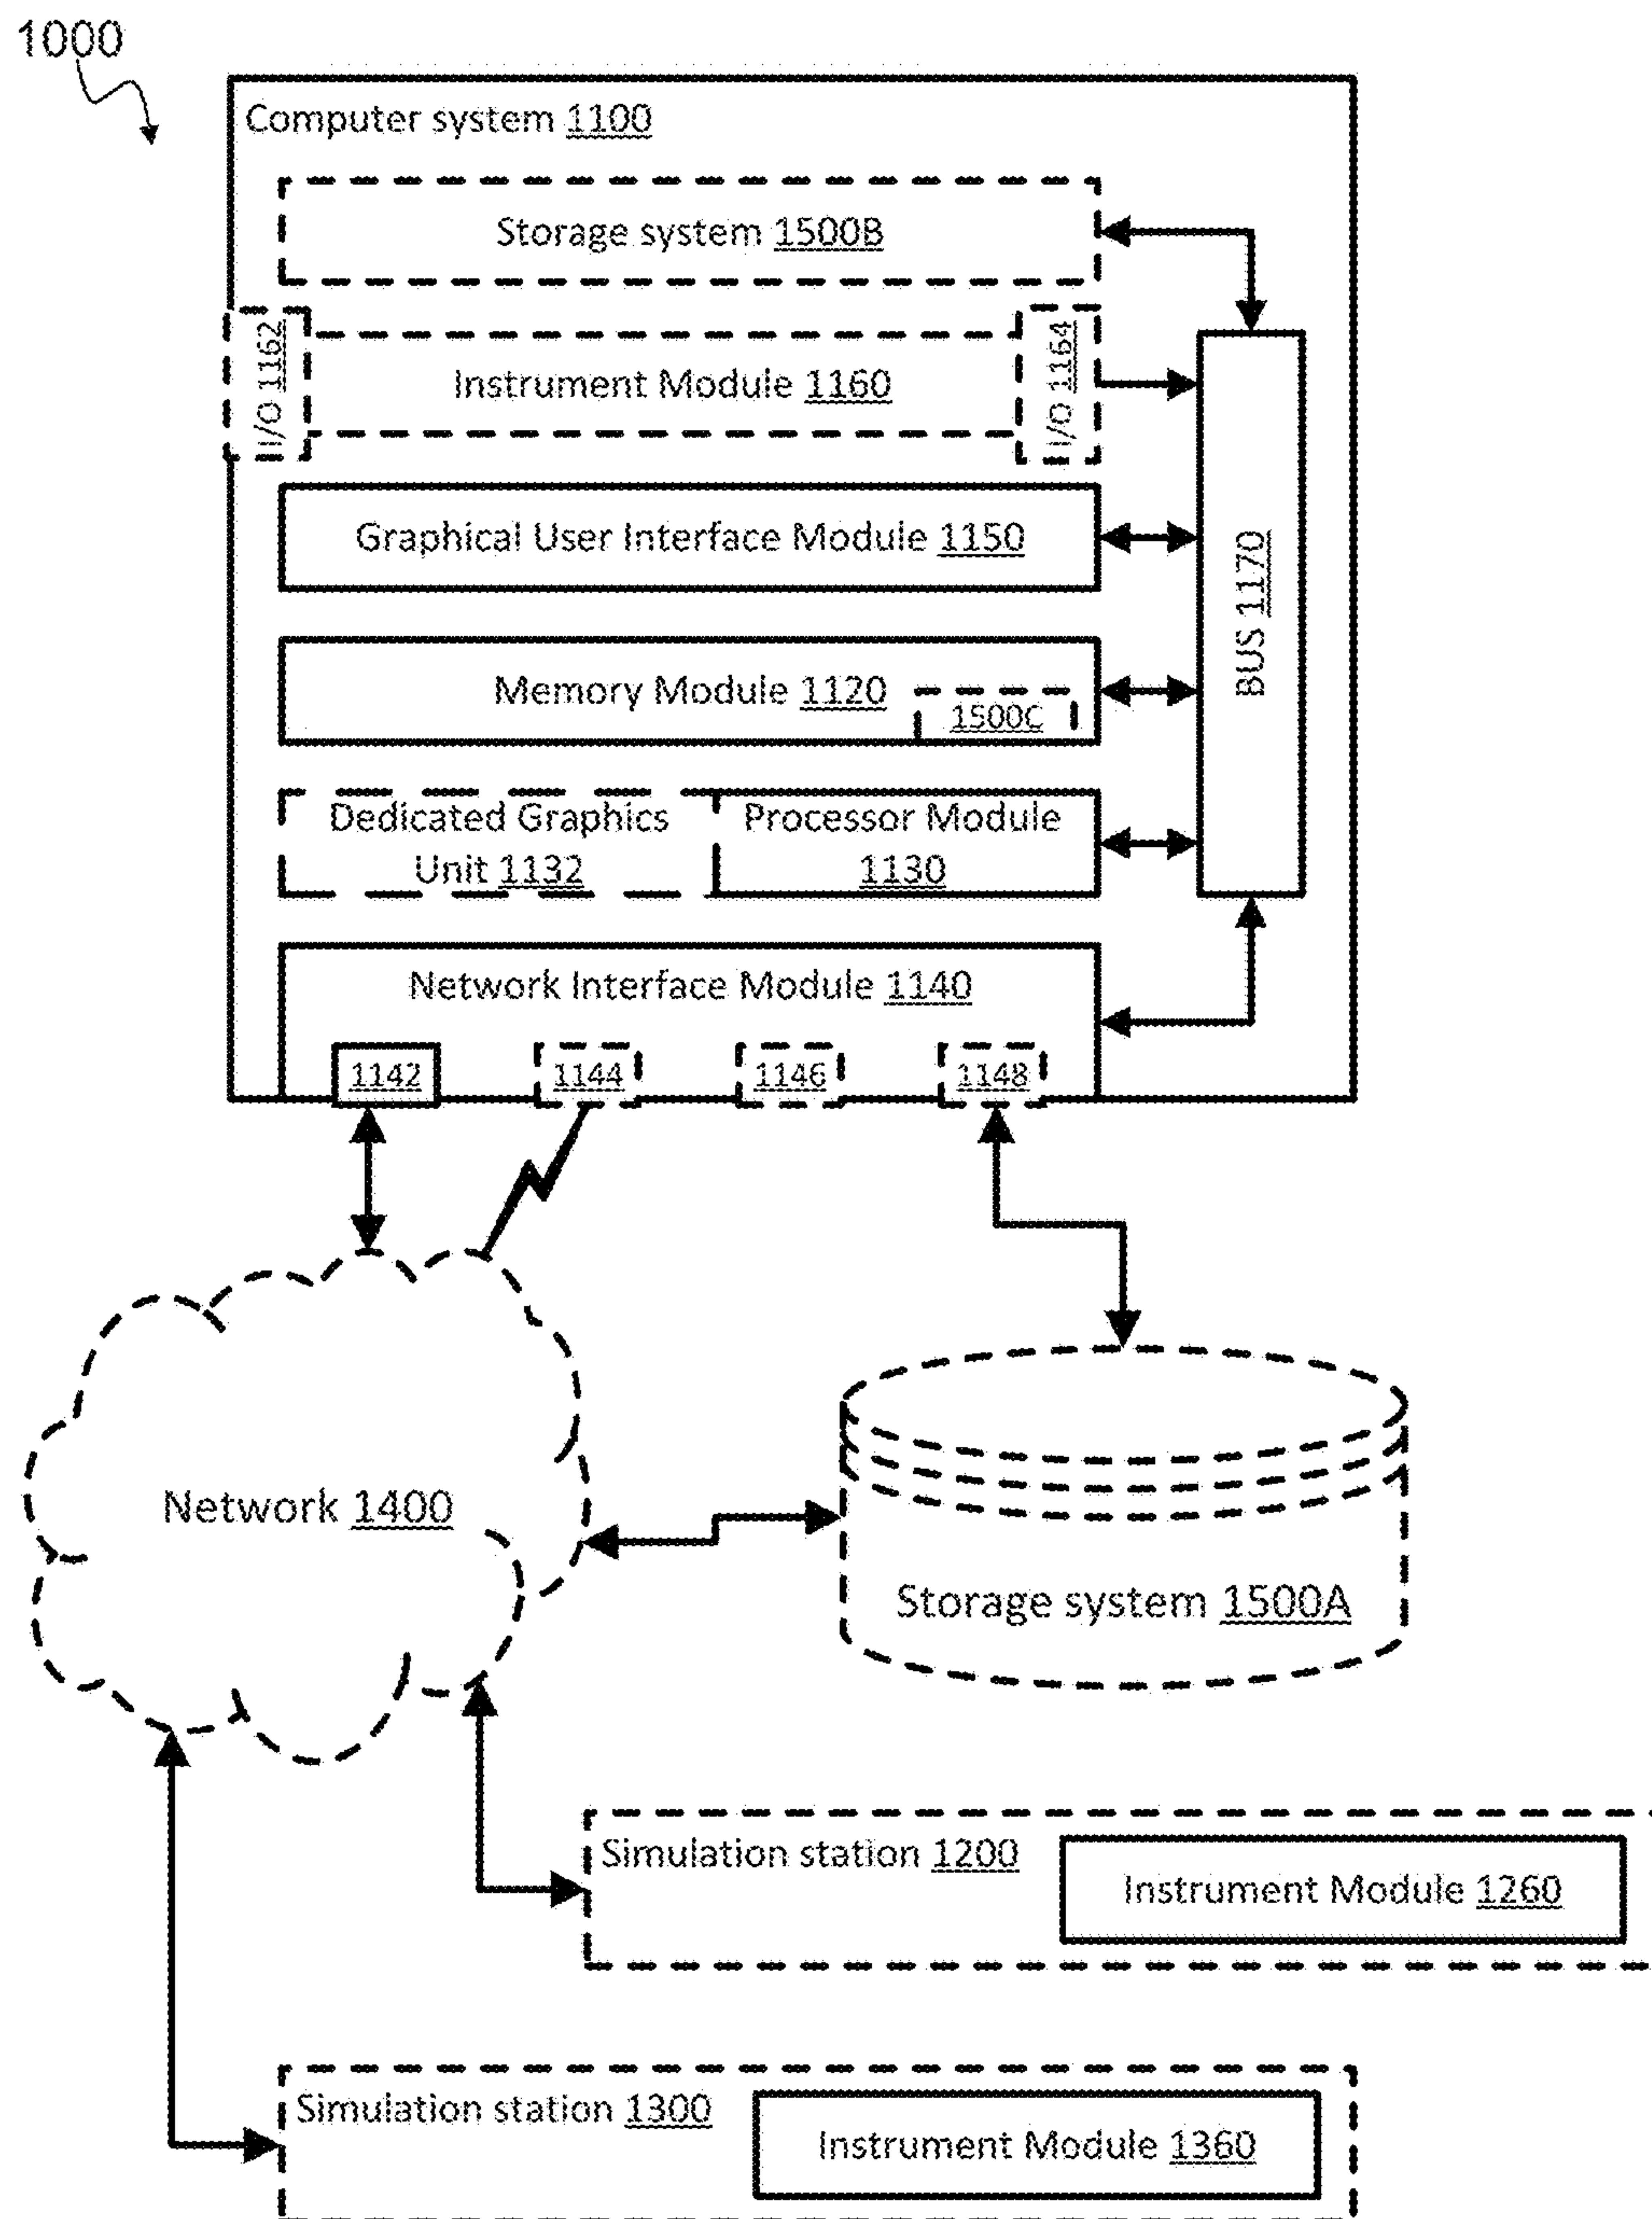 1000
Computer system 1100
Storage system 1500B
I/O 1162
Instrument Module 1160
I/O 1164
Graphical User Interface Module 1150
BUS 1170
Memory Module 1120
1500C
Dedicated Graphics
Unit 1132
Processor Module
1130
Network Interface Module 1140
1142
1144
1146
1148
Network 1400
Storage system 1500A
Simulation station 1200
Instrument Module 1260
Simulation station 1300
Instrument Module 1360